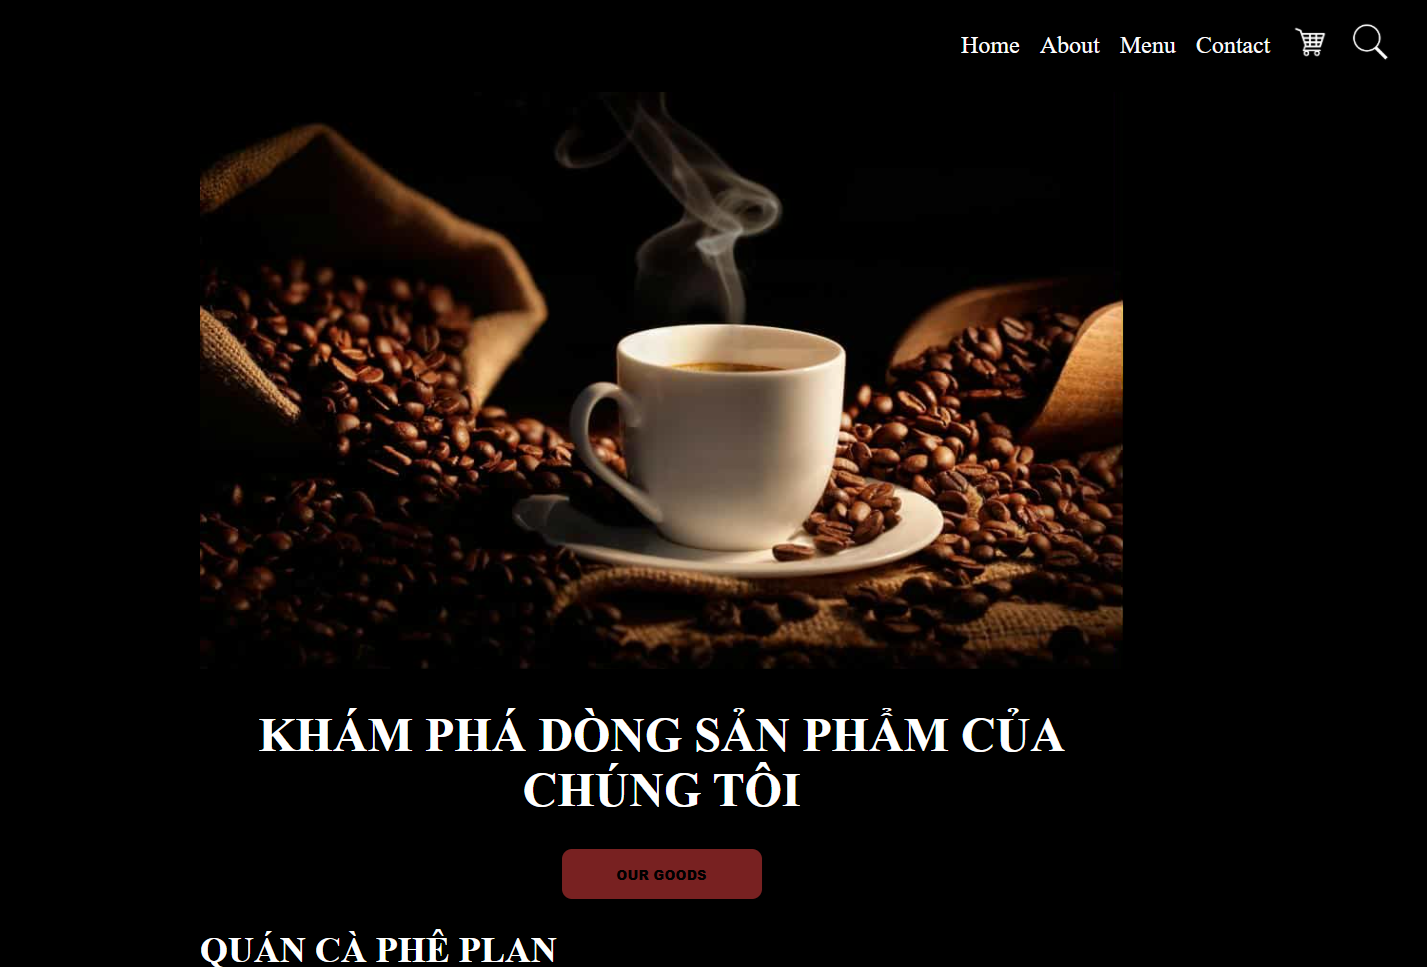 Home About Menu Contact
KHÁM PHÁ DÒNG SẢN PHẨM CỦA
CHÚNG TÔI
OUR GOODS
QUÁN CÀ PHÊ PLAN